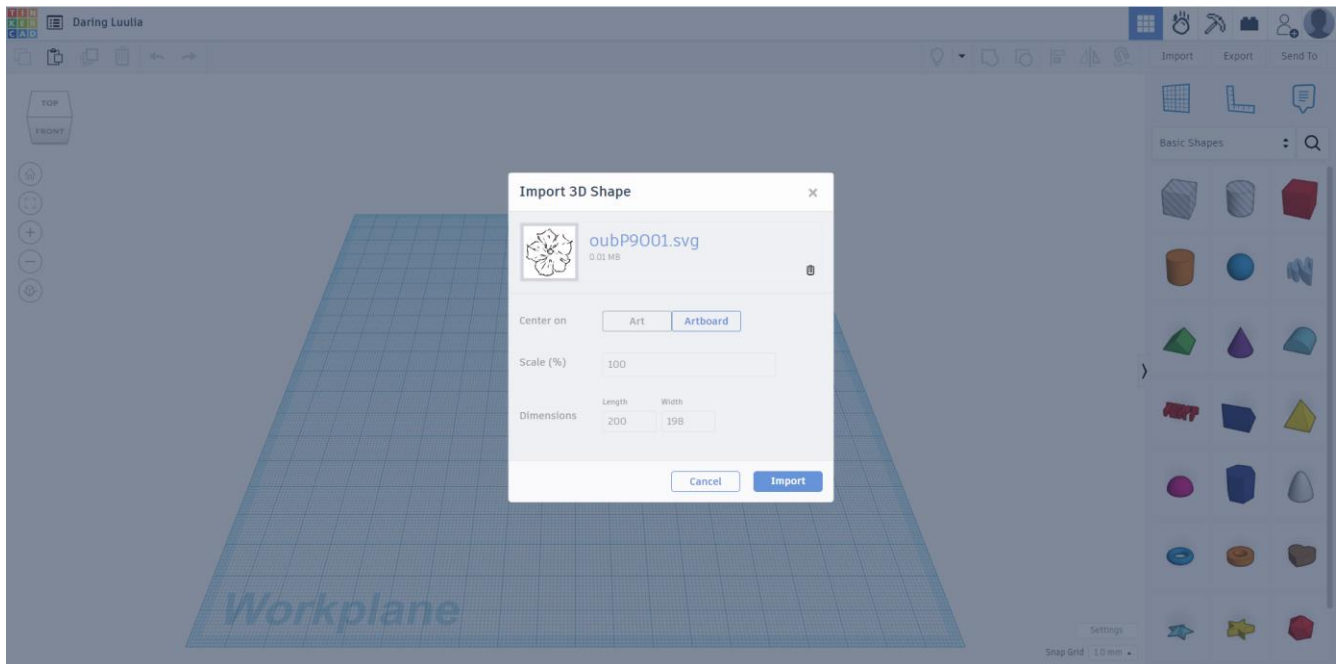 TIN
KER
CAD
Daring Luulia
Import Export Send To
TOP
FRONT
Basic Shapes
Import 3D Shape
oubP9O01.svg
0.01 MB
Center on Art Artboard
Scale (%) 100
Length Width
Dimensions 200 198
Cancel Import
Workplane
Settings
Snap Grid 1.0 mm